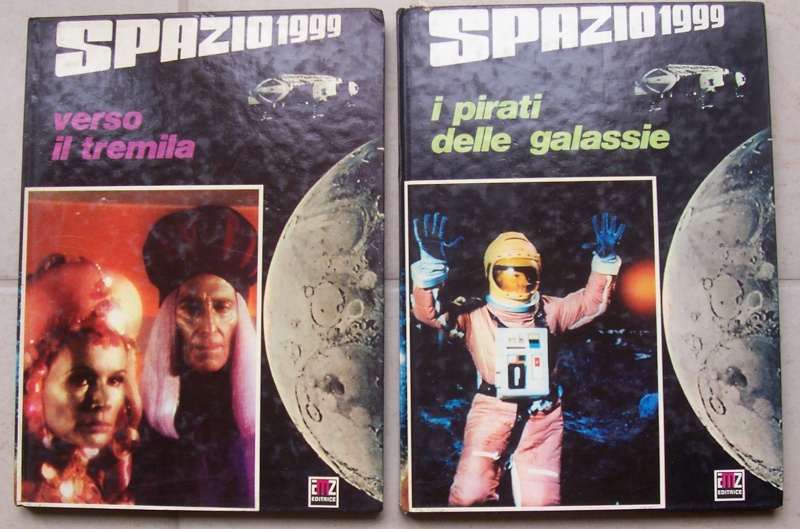 SPAZIO1999
verso
il tremila
AMZ
EDITRICE
SPAZIO1999
i pirati
delle galassie
AMZ
EDITRICE